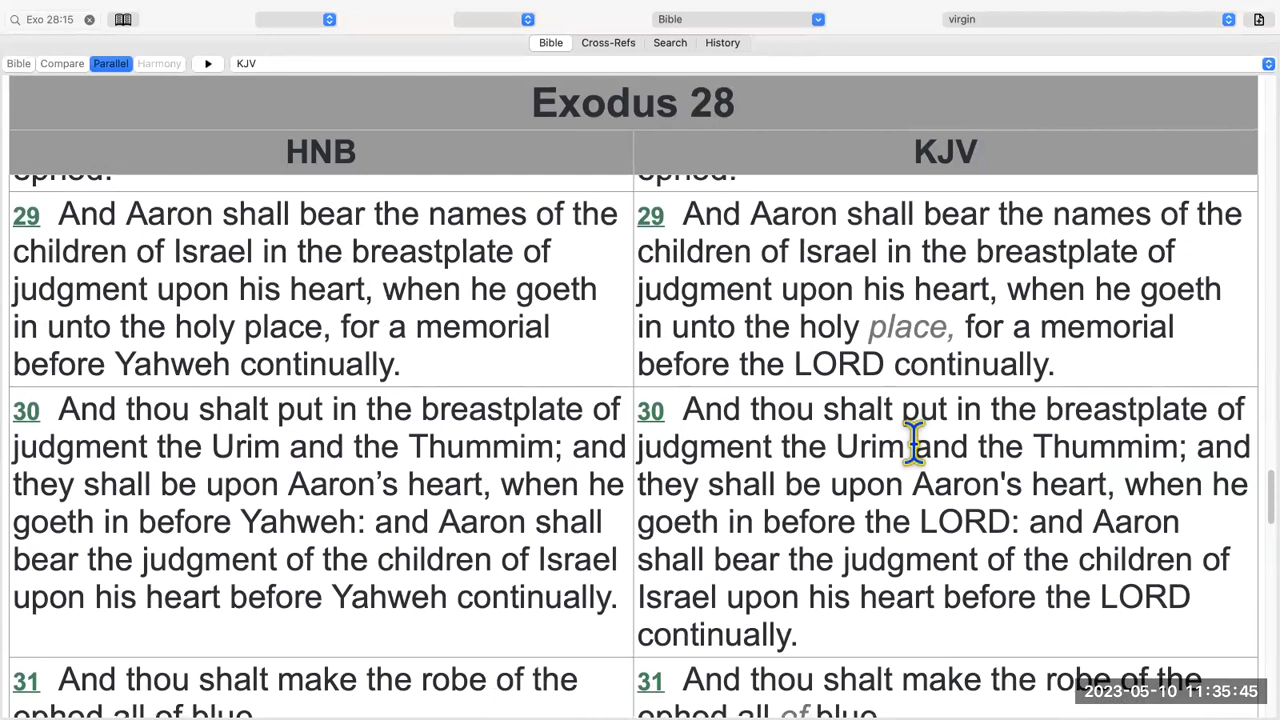 Exo 28:15
Bible
virgin
Bible Cross-Refs Search History
Bible Compare Parallel Harmony KJV
Exodus 28
HNB
KJV
ephod.
29 And Aaron shall bear the names of the
children of Israel in the breastplate of
judgment upon his heart, when he goeth
in unto the holy place, for a memorial
before Yahweh continually.
30 And thou shalt put in the breastplate of
judgment the Urim and the Thummim; and
they shall be upon Aaron’s heart, when he
goeth in before Yahweh: and Aaron shall
bear the judgment of the children of Israel
upon his heart before Yahweh continually.
31 And thou shalt make the robe of the
ephod all of blue.
ephod.
29 And Aaron shall bear the names of the
children of Israel in the breastplate of
judgment upon his heart, when he goeth
in unto the holy place, for a memorial
before the LORD continually.
30 And thou shalt put in the breastplate of
judgment the Urim and the Thummim; and
they shall be upon Aaron's heart, when he
goeth in before the LORD: and Aaron
shall bear the judgment of the children of
Israel upon his heart before the LORD
continually.
31 And thou shalt make the robe of the
ephod all of blue.
2023-05-10 11:35:45